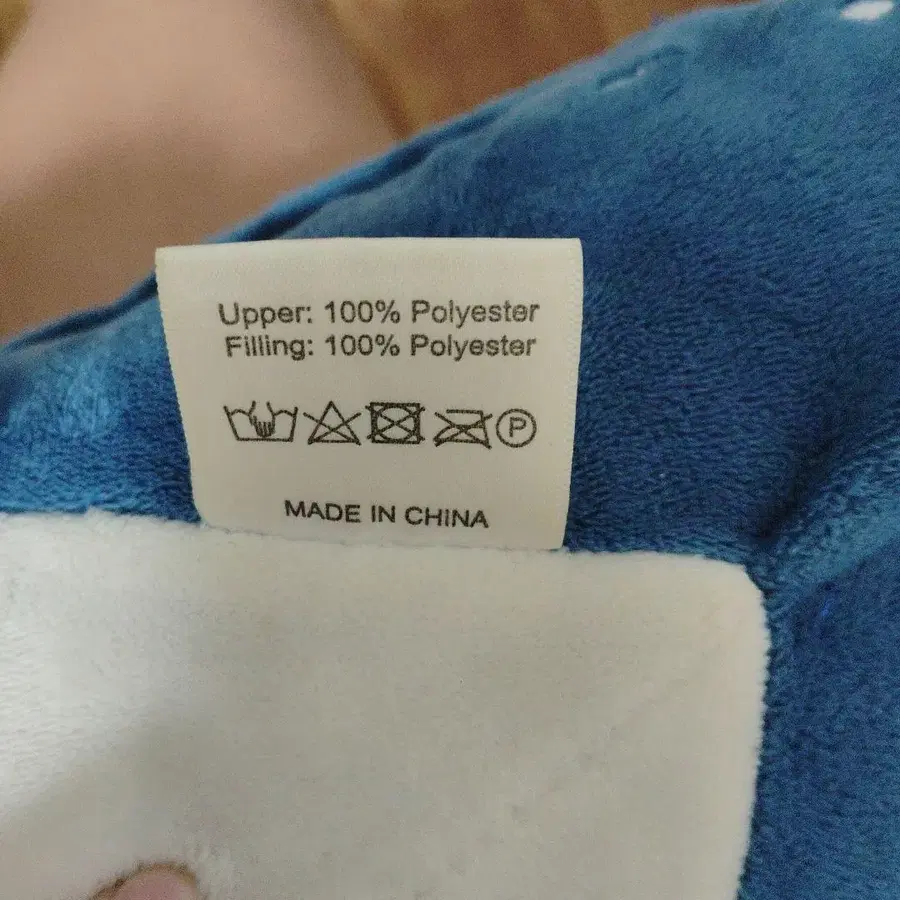 Upper: 100% Polyester
Filling: 100% Polyester
P
MADE IN CHINA